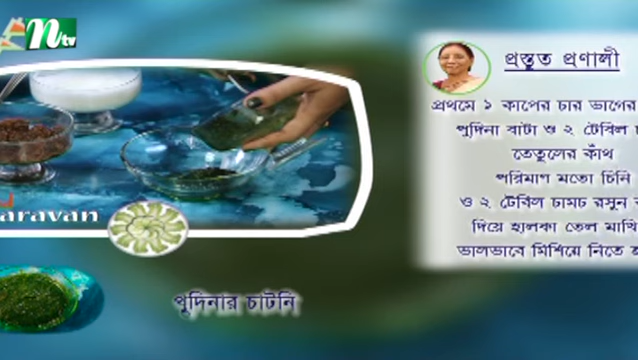 ntv
প্রস্তুত প্রণালী
প্রথমে ১ কাপের চার ভাগের
পুদিনা বাটা ও ২ টেবিল
তেতুলের কাঁথ
পরিমাণ মতো চিনি
ও ২ টেবিল চামচ রসুন
দিয়ে হালকা তেল মাখি
ভালভাবে মিশিয়ে নিতে
aravan
পুদিনার চাটনি